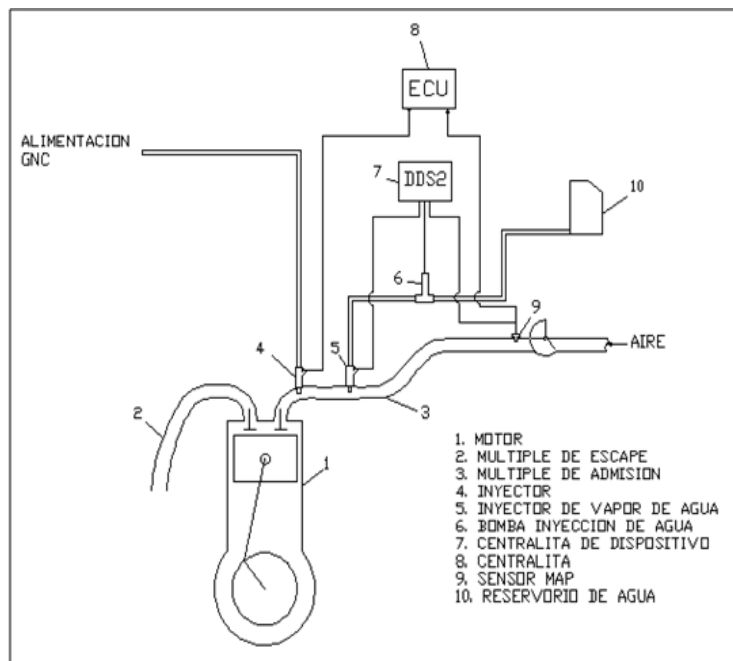 8
ECU
ALIMENTACION
GNC
7
DDS2
10
6
9
AIRE
4
5
2
3
1
1. MOTOR
2. MULTIPLE DE ESCAPE
3. MULTIPLE DE ADMISION
4. INYECTOR
5. INYECTOR DE VAPOR DE AGUA
6. BOMBA INYECCION DE AGUA
7. CENTRALITA DE DISPOSITIVO
8. CENTRALITA
9. SENSOR MAP
10. RESERVORIO DE AGUA